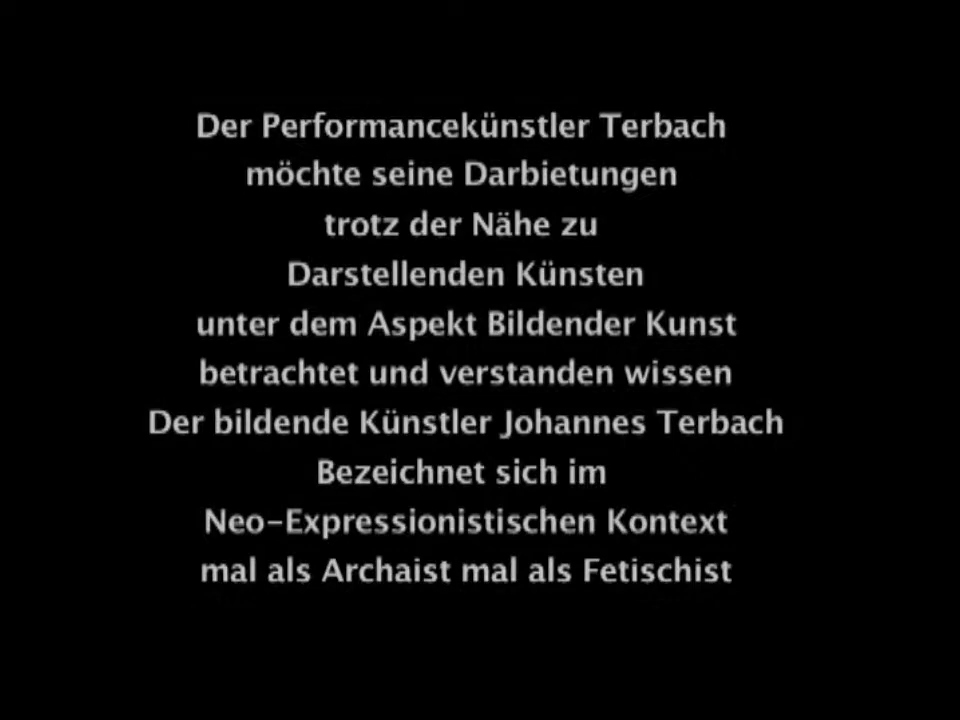 Der Performancekünstler Terbach
möchte seine Darbietungen
trotz der Nähe zu
Darstellenden Künsten
unter dem Aspekt Bildender Kunst
betrachtet und verstanden wissen
Der bildende Künstler Johannes Terbach
Bezeichnet sich im
Neo-Expressionistischen Kontext
mal als Archaist mal als Fetischist